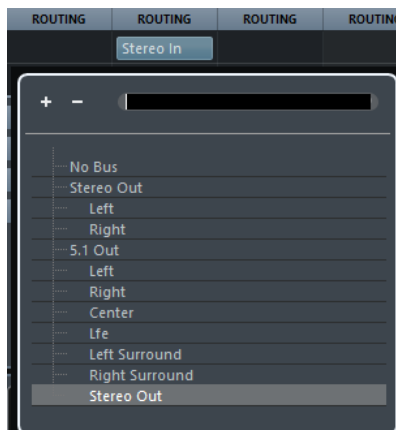 ROUTING ROUTING ROUTING ROUTIN
Stereo In
+ -
No Bus
Stereo Out
Left
Right
5.1 Out
Left
Right
Center
Lfe
Left Surround
Right Surround
Stereo Out